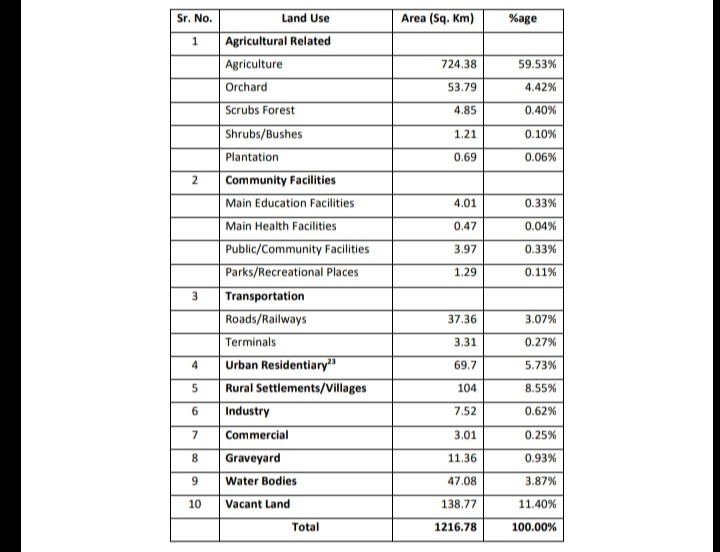 Sr. No. Land Use Area (Sq. Km) %age
1 Agricultural Related
Agriculture 724.38 59.53%
Orchard 53.79 4.42%
Scrubs Forest 4.85 0.40%
Shrubs/Bushes 1.21 0.10%
Plantation 0.69 0.06%
2 Community Facilities
Main Education Facilities 4.01 0.33%
Main Health Facilities 0.47 0.04%
Public/Community Facilities 3.97 0.33%
Parks/Recreational Places 1.29 0.11%
3 Transportation
Roads/Railways 37.36 3.07%
Terminals 3.31 0.27%
4 Urban Residentiary²³ 69.7 5.73%
5 Rural Settlements/Villages 104 8.55%
6 Industry 7.52 0.62%
7 Commercial 3.01 0.25%
8 Graveyard 11.36 0.93%
9 Water Bodies 47.08 3.87%
10 Vacant Land 138.77 11.40%
Total 1216.78 100.00%